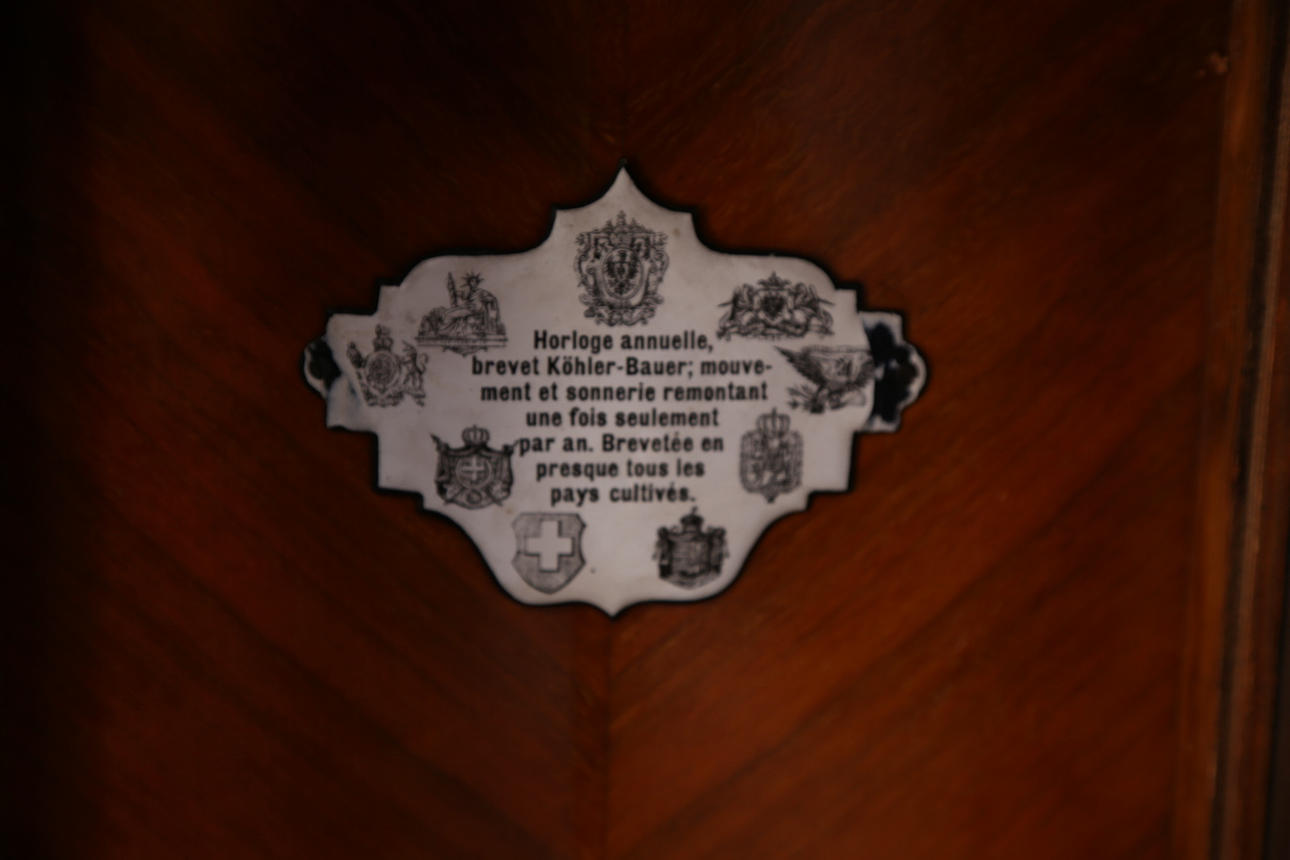 Horloge annuelle,
brevet Köhler-Bauer; mouve-
ment et sonnerie remontant
une fois seulement
par an. Brevetée en
presque tous les
pays cultivés.